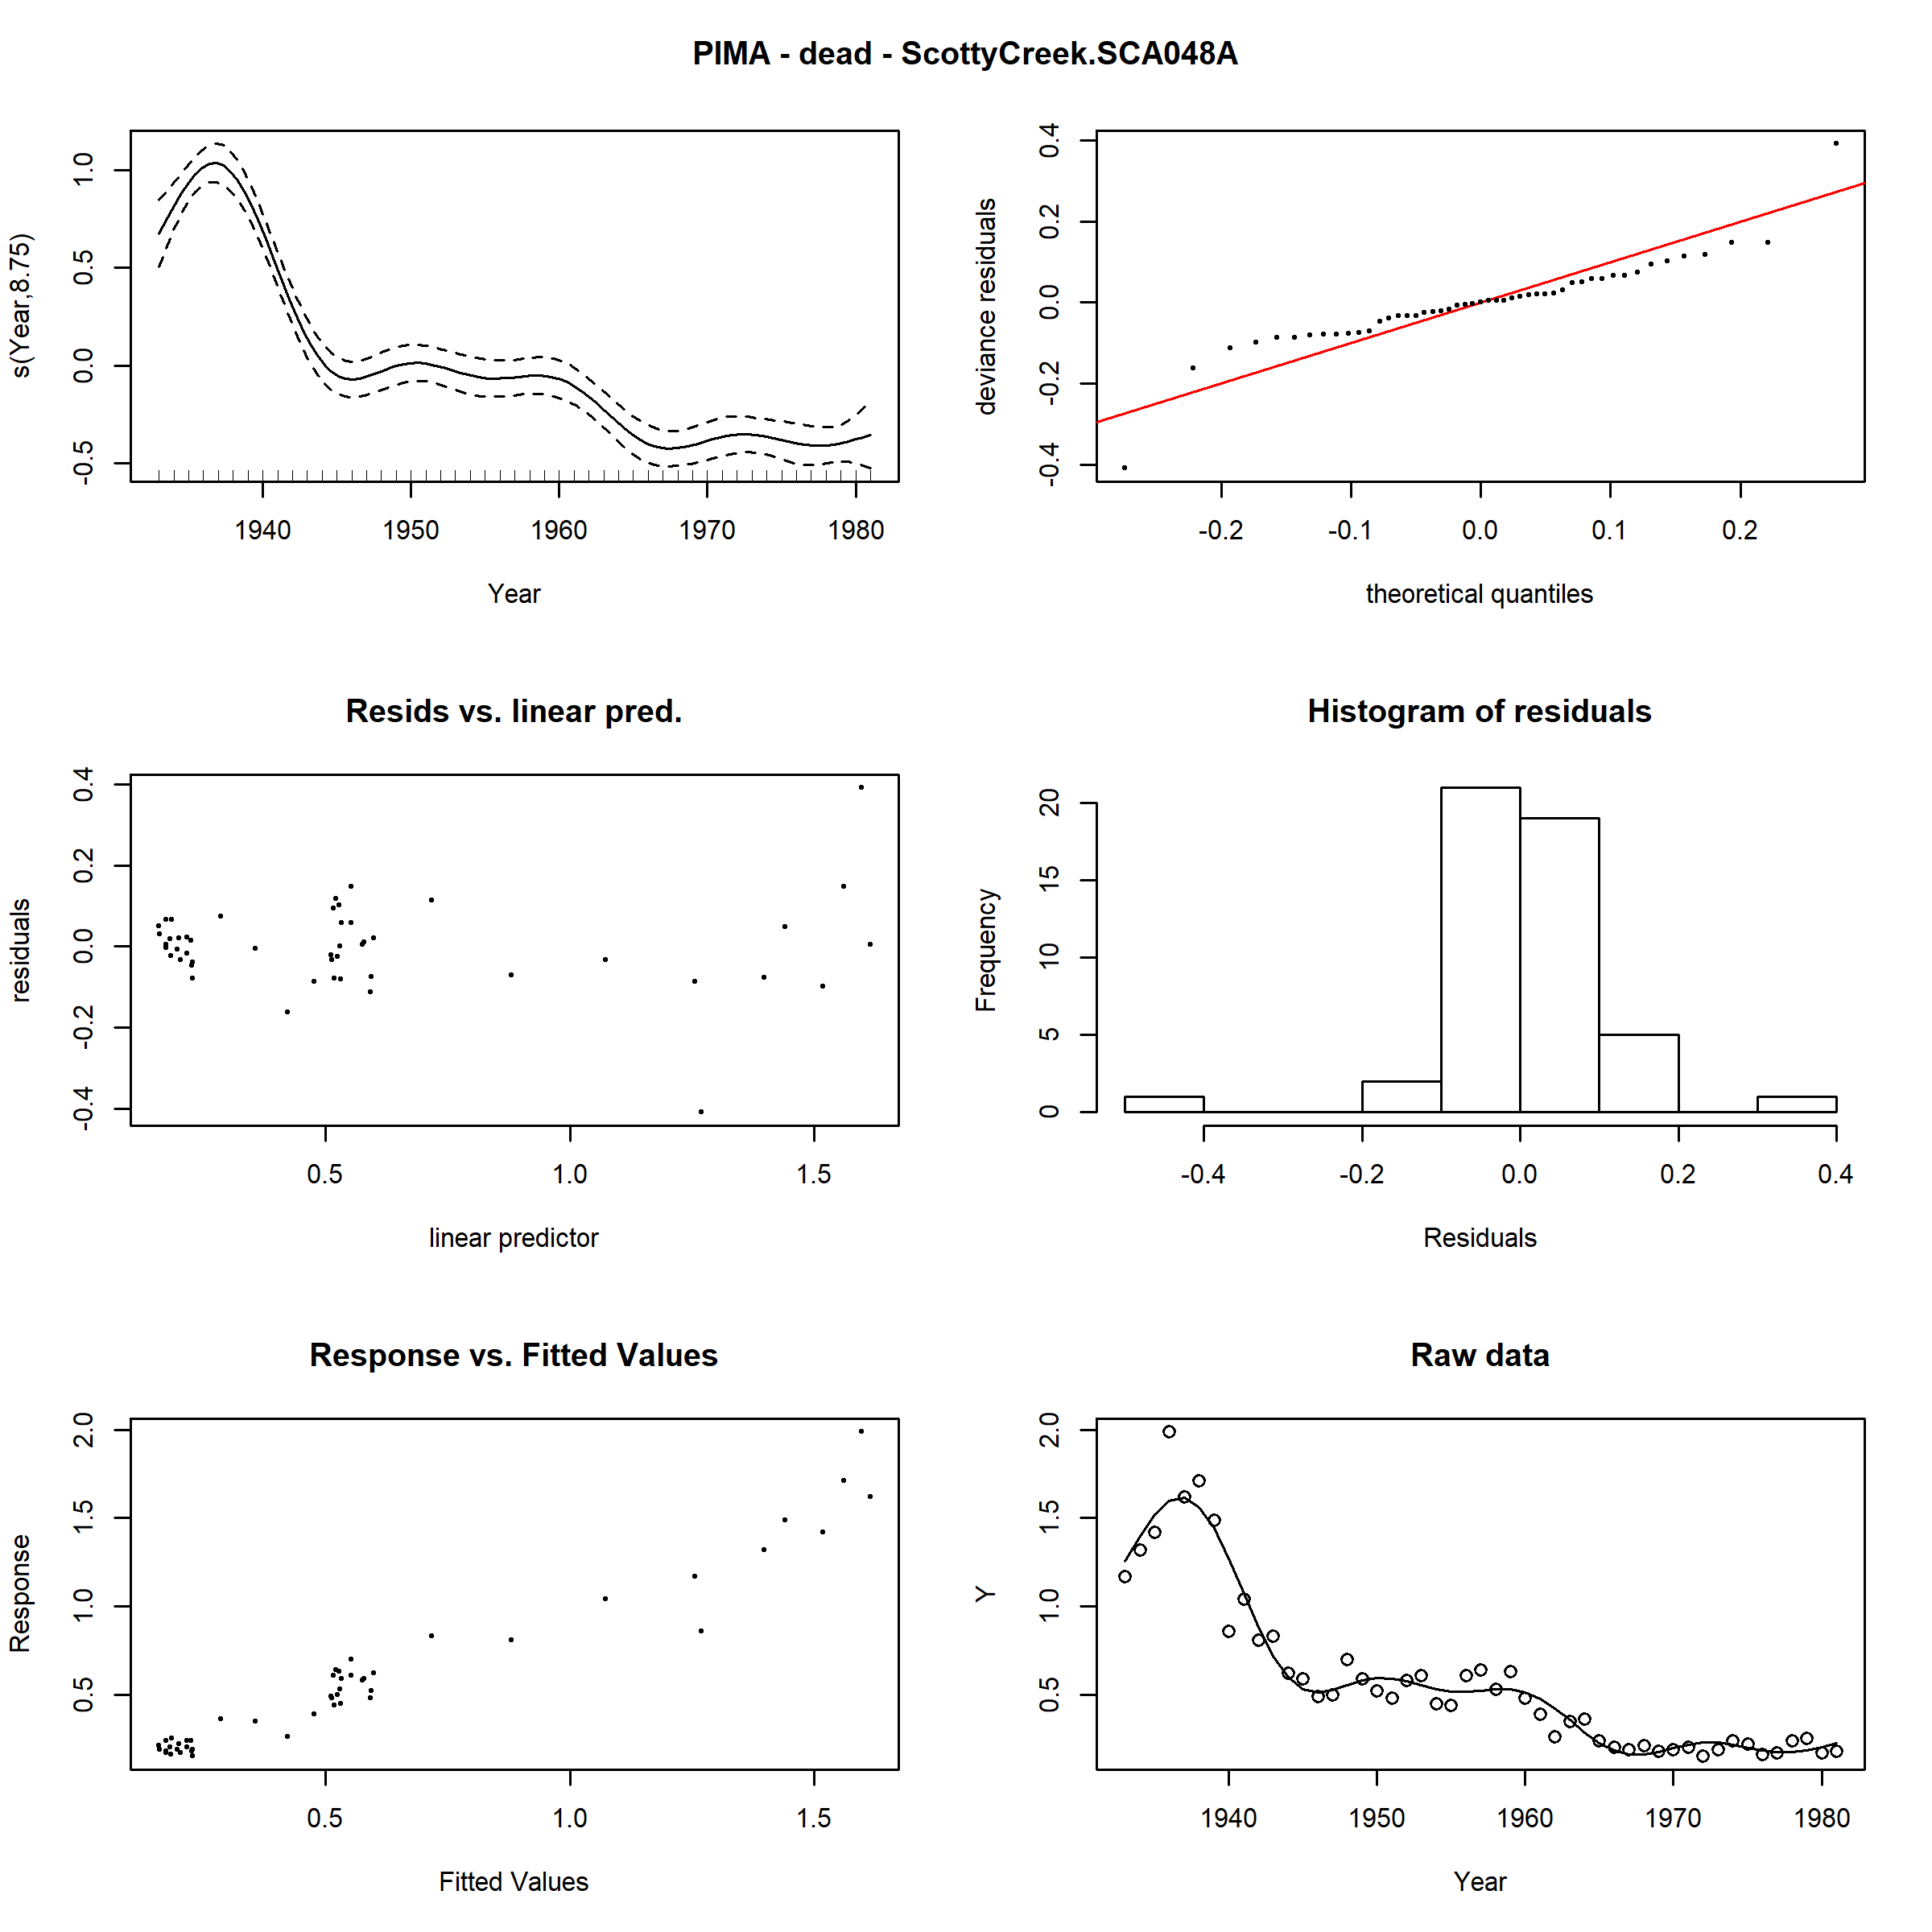 PIMA - dead - ScottyCreek.SCA048A
s(Year,8.75)
1.0
0.5
0.0
-0.5
1940 1950 1960 1970 1980
Year
deviance residuals
0.4
0.2
0.0
-0.2
-0.4
-0.2 -0.1 0.0 0.1 0.2
theoretical quantiles
Resids vs. linear pred.
residuals
0.4
0.2
0.0
-0.2
-0.4
0.5 1.0 1.5
linear predictor
Histogram of residuals
Frequency
20
15
10
5
0
-0.4 -0.2 0.0 0.2 0.4
Residuals
Response vs. Fitted Values
Response
2.0
1.5
1.0
0.5
0.5 1.0 1.5
Fitted Values
Raw data
Y
2.0
1.5
1.0
0.5
1940 1950 1960 1970 1980
Year